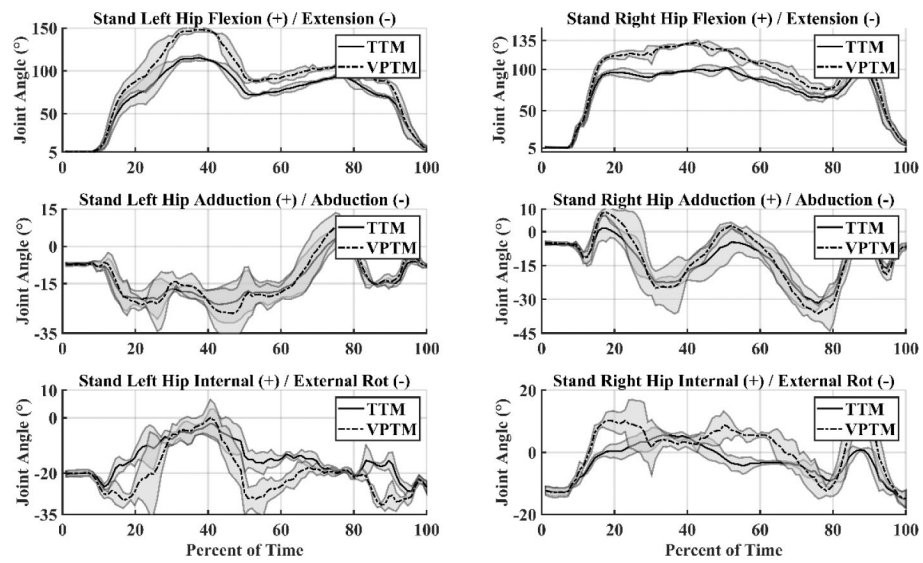 Stand Left Hip Flexion (+) / Extension (-)
Joint Angle (°)
150
100
50
5
0 20 40 60 80 100
TTM
VPTM
Stand Right Hip Flexion (+) / Extension (-)
Joint Angle (°)
135
100
50
5
0 20 40 60 80 100
TTM
VPTM
Stand Left Hip Adduction (+) / Abduction (-)
Joint Angle (°)
15
0
-15
-35
0 20 40 60 80 100
TTM
VPTM
Stand Right Hip Adduction (+) / Abduction (-)
Joint Angle (°)
10
0
-15
-30
-45
0 20 40 60 80 100
TTM
VPTM
Stand Left Hip Internal (+) / External Rot (-)
Joint Angle (°)
10
0
-20
-35
0 20 40 60 80 100
Percent of Time
TTM
VPTM
Stand Right Hip Internal (+) / External Rot (-)
Joint Angle (°)
20
0
-20
0 20 40 60 80 100
Percent of Time
TTM
VPTM